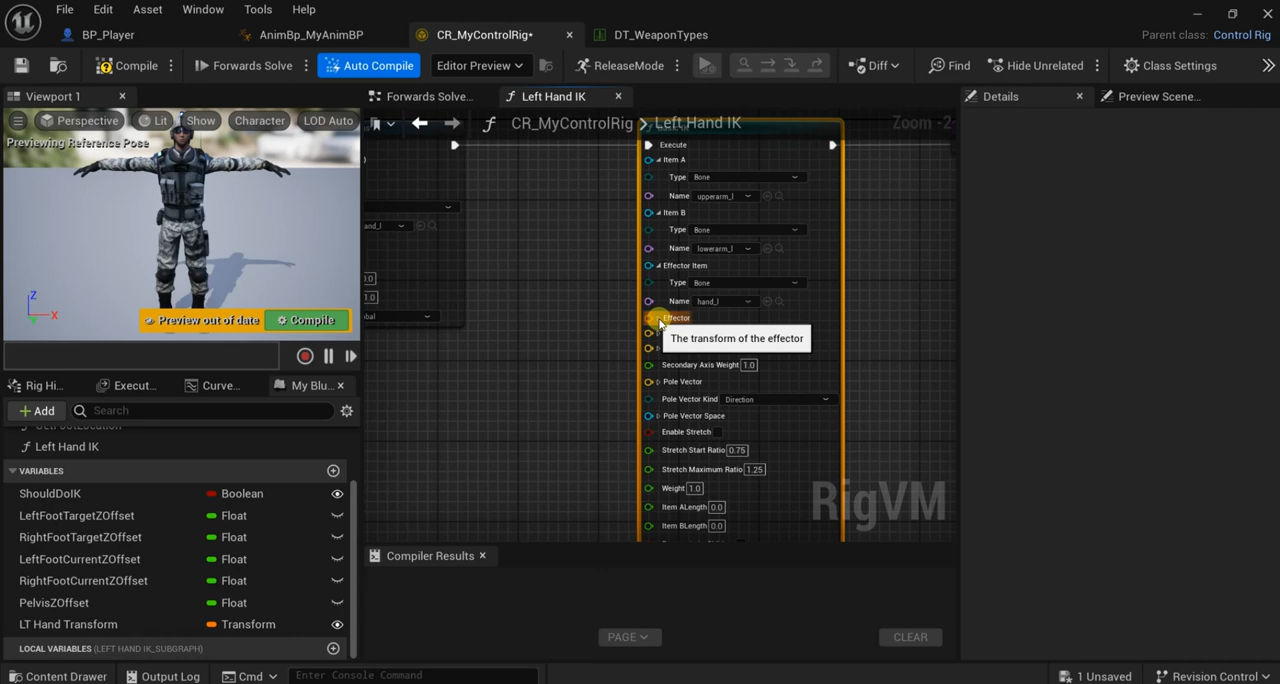 File Edit Asset Window Tools Help
BP_Player AnimBp_MyAnimBP CR_MyControlRig* DT_WeaponTypes Parent class: Control Rig
Compile Forwards Solve Auto Compile Editor Preview ReleaseMode Diff Find Hide Unrelated Class Settings
Viewport 1 Forwards Solve... Left Hand IK Details Preview Scene...
Perspective Lit Show Character LOD Auto CR_MyControlRig Left Hand IK Zoom -2
Previewing Reference Pose
Execute
Item A
Type Bone
Name upperarm_l
Item B
and_l
Type Bone
Name lowerarm_l
Effector Item
0.0
Type Bone
1.0
Name hand_l
bal
Effector
Preview out of date Compile
The transform of the effector
Secondary Axis Weight 1.0
Pole Vector
Pole Vector Kind Direction
Pole Vector Space
Enable Stretch
Stretch Start Ratio 0.75
Stretch Maximum Ratio 1.25
Weight 1.0
Item ALength 0.0
Item BLength 0.0
RigVM
Rig Hi... Execut... Curve... My Blu...
Add Search
Left Hand IK
VARIABLES
ShouldDoIK Boolean
LeftFootTargetZOffset Float
RightFootTargetZOffset Float
LeftFootCurrentZOffset Float
RightFootCurrentZOffset Float
PelvisZOffset Float
LT Hand Transform Transform
LOCAL VARIABLES (LEFT HAND IK_SUBGRAPH)
Compiler Results
PAGE CLEAR
Content Drawer Output Log Cmd Enter Console Command 1 Unsaved Revision Control